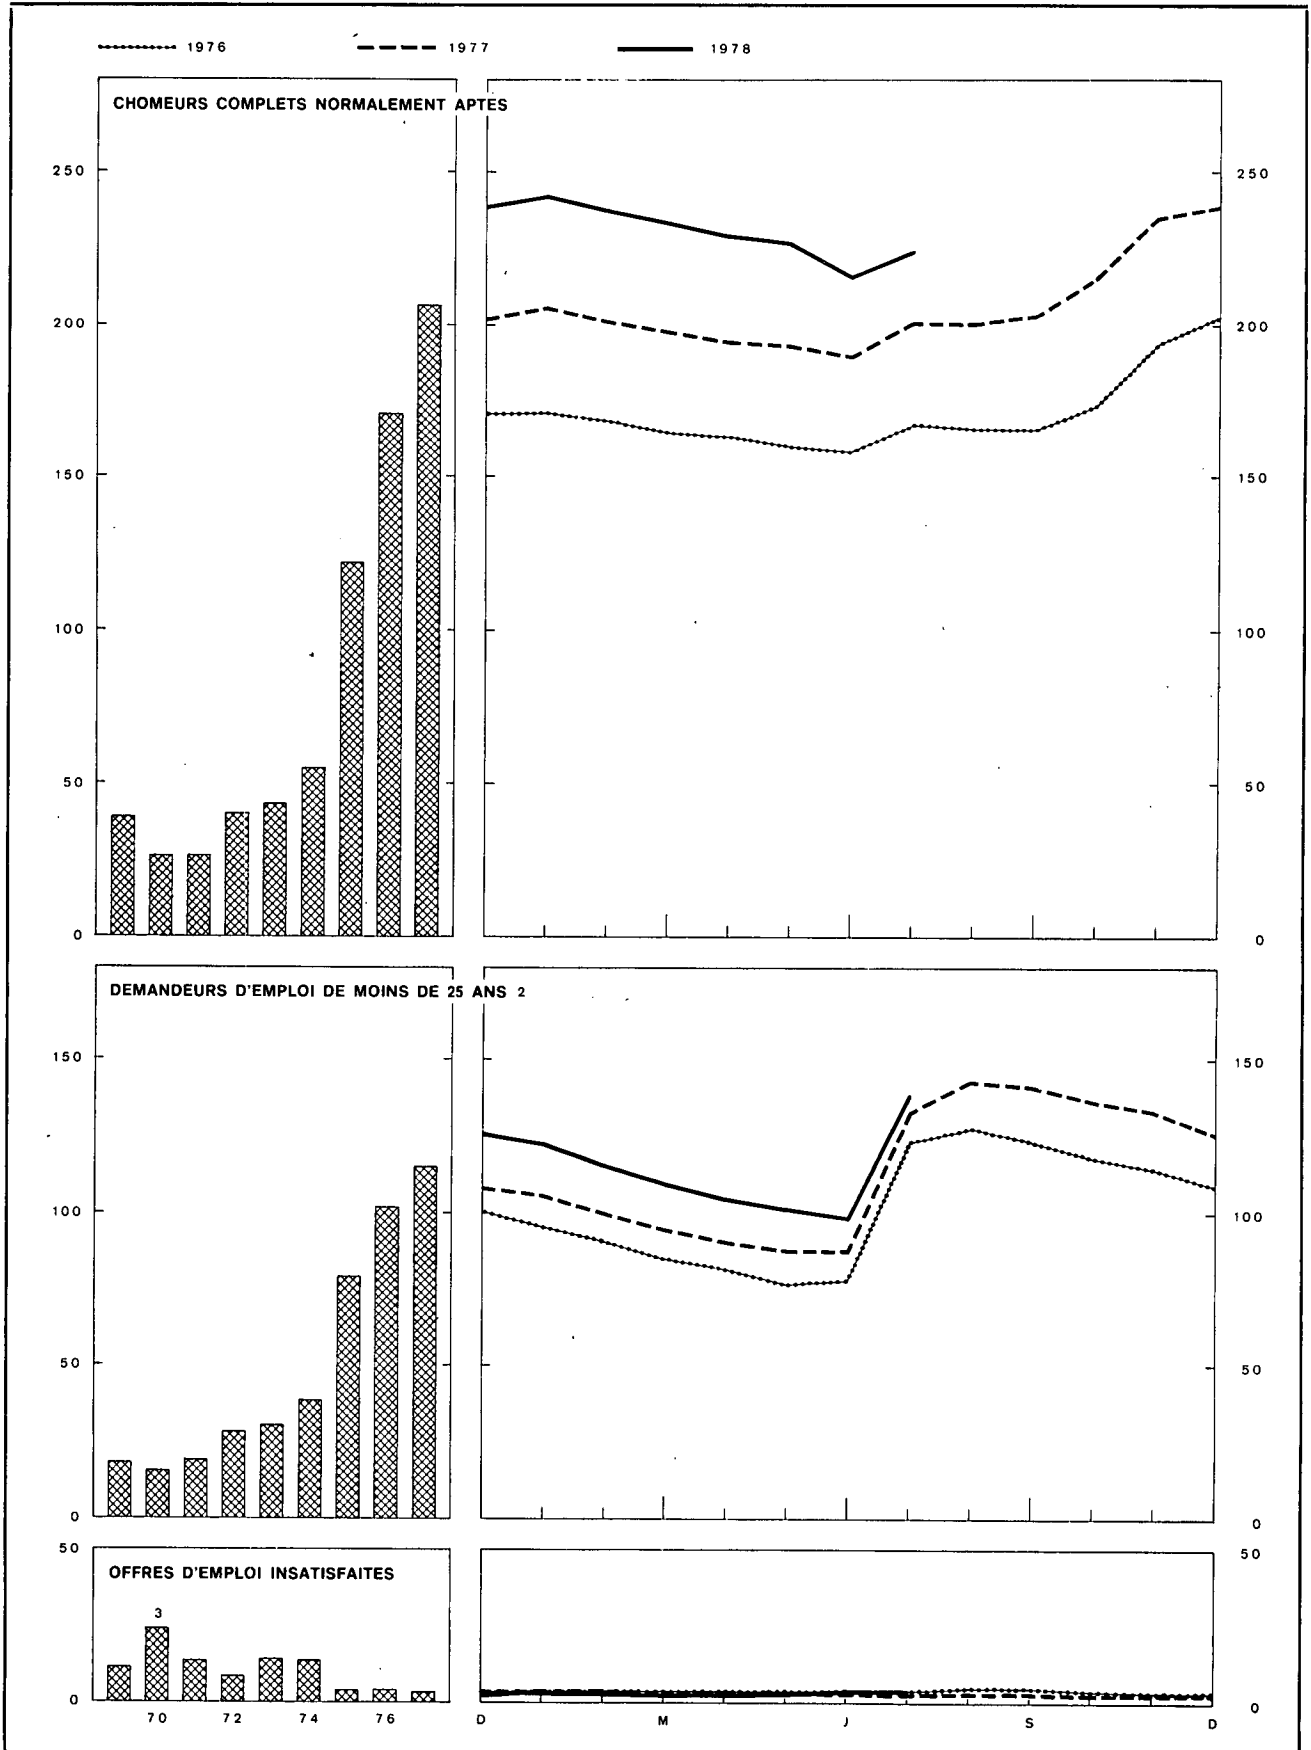 1976 1977 1978
CHOMEURS COMPLETS NORMALEMENT APTES
250 250
200 200
150 150
100 100
50 50
0 0
DEMANDEURS D'EMPLOI DE MOINS DE 25 ANS 2
150 150
100 100
50 50
0 0
50 50
OFFRES D'EMPLOI INSATISFAITES
3
0 0
70 72 74 76 D M J S D